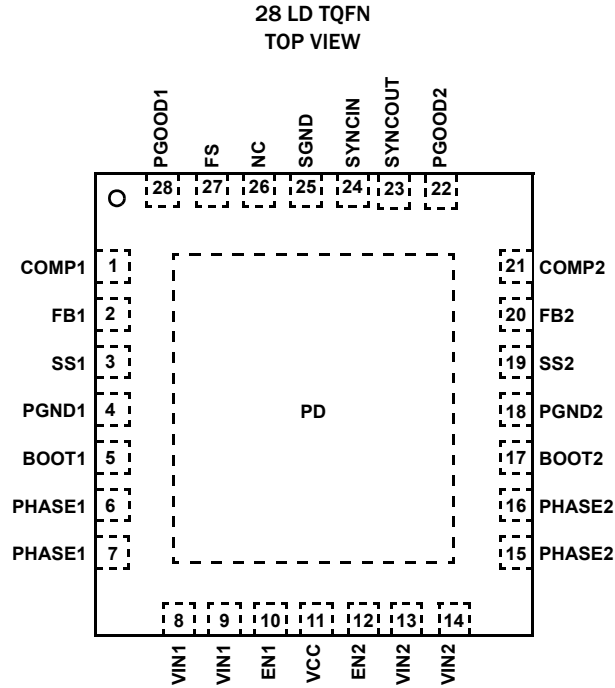 28 LD TQFN
TOP VIEW
PGOOD1
FS
NC
SGND
SYNCIN
SYNCOUT
PGOOD2
28 27 26 25 24 23 22
COMP1 1
21 COMP2
FB1 2
20 FB2
SS1 3
19 SS2
PGND1 4
PD
18 PGND2
BOOT1 5
17 BOOT2
PHASE1 6
16 PHASE2
PHASE1 7
15 PHASE2
8 9 10 11 12 13 14
VIN1
VIN1
EN1
VCC
EN2
VIN2
VIN2